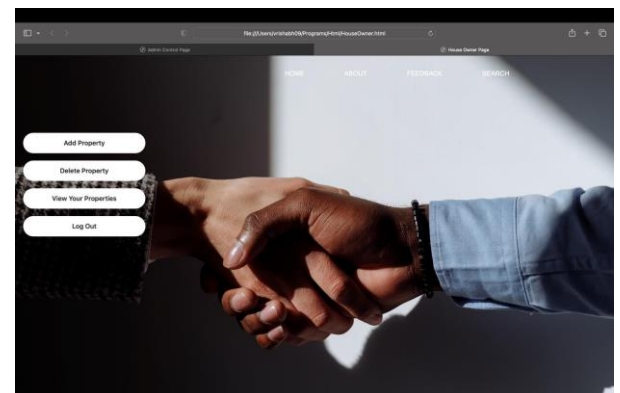 file:///Users/vrishabh09/Programs/Html/HouseOwner.html
Admin Control Page
House Owner Page
HOME ABOUT FEEDBACK SEARCH
Add Property
Delete Property
View Your Properties
Log Out